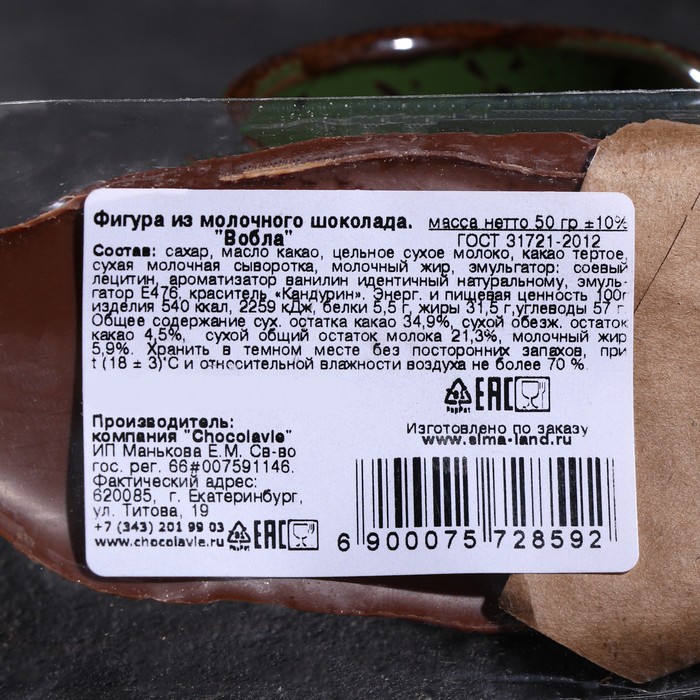 Фигура из молочного шоколада. масса нетто 50 гр ±10%
"Вобла" ГОСТ 31721-2012
Состав: сахар, масло какао, цельное сухое молоко, какао тертое,
сухая молочная сыворотка, молочный жир, эмульгатор: соевый
лецитин, ароматизатор ванилин идентичный натуральному, эмуль-
гатор Е476, краситель «Кандурин». Энерг. и пищевая ценность 100г
изделия 540 ккал, 2259 кДж, белки 5,5 г, жиры 31,5 г,углеводы 57 г.
Общее содержание сух. остатка какао 34,9%, сухой обезж. остаток
какао 4,5%, сухой общий остаток молока 21,3%, молочный жир
5,9%. Хранить в темном месте без посторонних запахов, при
t (18 ± 3)°С и относительной влажности воздуха не более 70 %.
EAC
Изготовлено по заказу
www.sima-land.ru
Производитель:
компания "Chocolavie"
ИП Манькова Е.М. Св-во
гос. рег. 66#007591146.
Фактический адрес:
620085, г. Екатеринбург,
ул. Титова, 19
+7 (343) 201 99 03
www.chocolavie.ru EAC
6 900075 728592